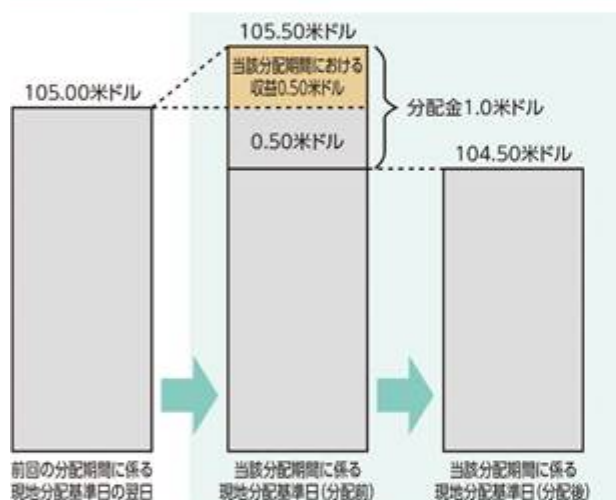 105.50米ドル
当該分配期間における
収益0.50米ドル
105.00米ドル
分配金1.0米ドル
0.50米ドル
104.50米ドル
前回の分配期間に係る
現地分配基準日の翌日
当該分配期間に係る
現地分配基準日(分配前)
当該分配期間に係る
現地分配基準日(分配後)